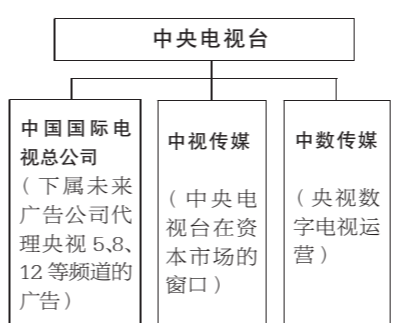 中央电视台
中国国际电
视总公司
（下属未来
广告公司代
理央视5、8、
12等频道的
广告）
中视传媒
（中央电
视台在资
本市场的
窗口）
中数传媒
（央视数
字电视运
营）